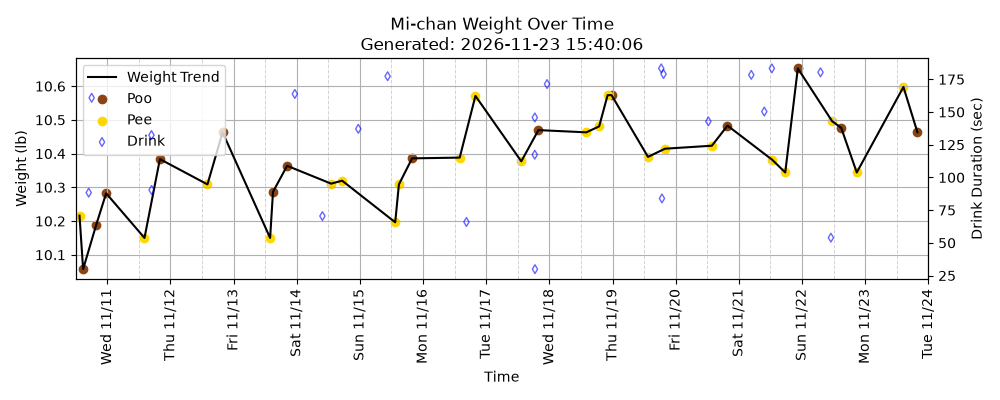 Mi-chan Weight Over Time
Generated: 2026-11-23 15:40:06
Weight Trend
Poo
Pee
Drink
Weight (lb)
10.6
10.5
10.4
10.3
10.2
10.1
Drink Duration (sec)
175
150
125
100
75
50
25
Wed 11/11
Thu 11/12
Fri 11/13
Sat 11/14
Sun 11/15
Mon 11/16
Tue 11/17
Wed 11/18
Thu 11/19
Fri 11/20
Sat 11/21
Sun 11/22
Mon 11/23
Tue 11/24
Time